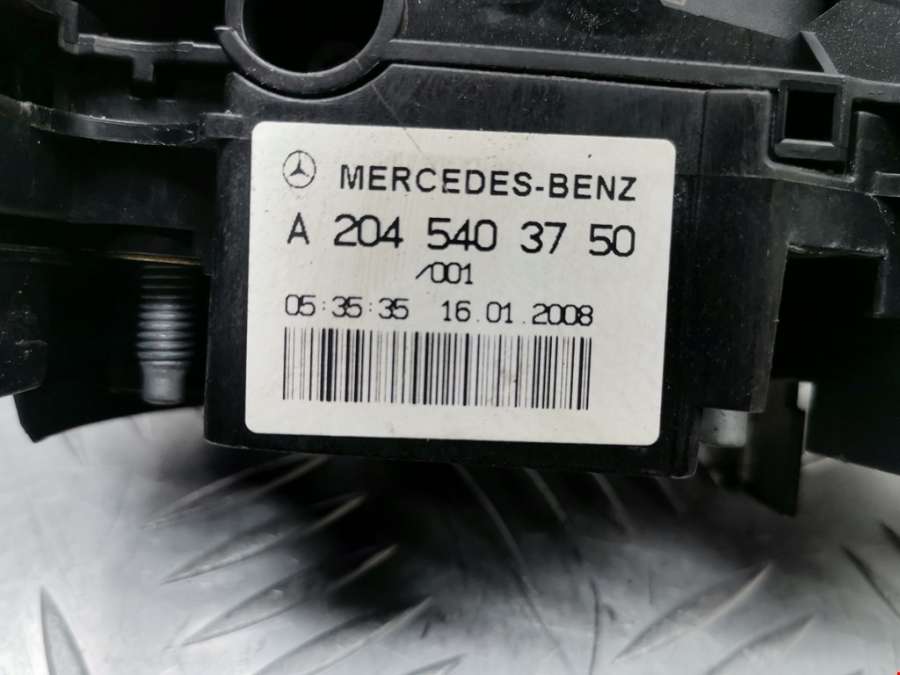 MERCEDES-BENZ
A 204 540 37 50
/001
05:35:35 16.01.2008